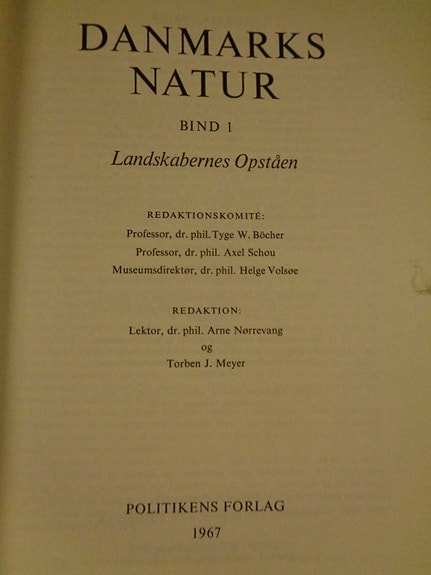 DANMARKS
NATUR
BIND 1
Landskabernes Opståen
REDAKTIONSKOMITÉ:
Professor, dr. phil. Tyge W. Böcher
Professor, dr. phil. Axel Schou
Museumsdirektør, dr. phil. Helge Volsøe
REDAKTION:
Lektor, dr. phil. Arne Nørrevang
og
Torben J. Meyer
POLITIKENS FORLAG
1967